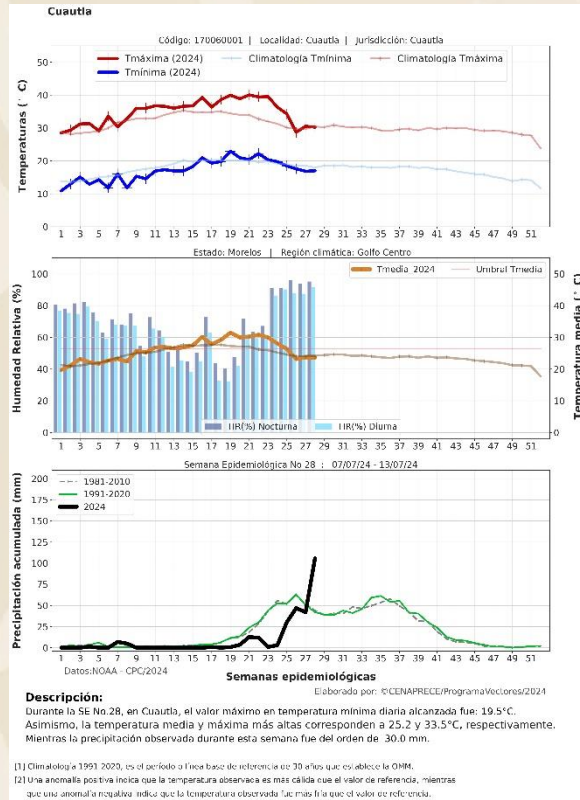 Cuautla
Código: 170060001 | Localidad: Cuautla | Jurisdicción: Cuautla
Tmáxima (2024)
Climatología Tmínima
Climatología Tmáxima
Tmínima (2024)
Temperaturas (° C)
50
40
30
20
10
0
1 3 5 7 9 11 13 15 17 19 21 23 25 27 29 31 33 35 37 39 41 43 45 47 49 51
Estado: Morelos | Región climática: Golfo Centro
Tmedia 2024
Umbral Tmedia
Humedad Relativa (%)
100
80
60
40
20
0
50
40
30
20
10
0
Temperatura media (° C)
HR(%) Nocturna
HR(%) Diurna
1 3 5 7 9 11 13 15 17 19 21 23 25 27 29 31 33 35 37 39 41 43 45 47 49 51
Semana Epidemiológica No 28 : 07/07/24 - 13/07/24
1981-2010
1991-2020
2024
Precipitación acumulada (mm)
200
175
150
125
100
75
50
25
0
1 3 5 7 9 11 13 15 17 19 21 23 25 27 29 31 33 35 37 39 41 43 45 47 49 51
Datos:NOAA - CPC/2024
Semanas epidemiológicas
Elaborado por: ©CENAPRECE/ProgramaVectores/2024
Descripción:
Durante la SE No.28, en Cuautla, el valor máximo en temperatura mínima diaria alcanzada fue: 19.5°C.
Asimismo, la temperatura media y máxima más altas corresponden a 25.2 y 33.5°C, respectivamente.
Mientras la precipitación observada durante esta semana fue del orden de 30.0 mm.
[1] Climatología 1991 2020, es el período o línea base de referencia de 30 años que establece la OMM.
[2] Una anomalía positiva indica que la temperatura observada es más cálida que el valor de referencia, mientras
que una anomalía negativa indica que la temperatura observada fue más fría que el valor de referencia.